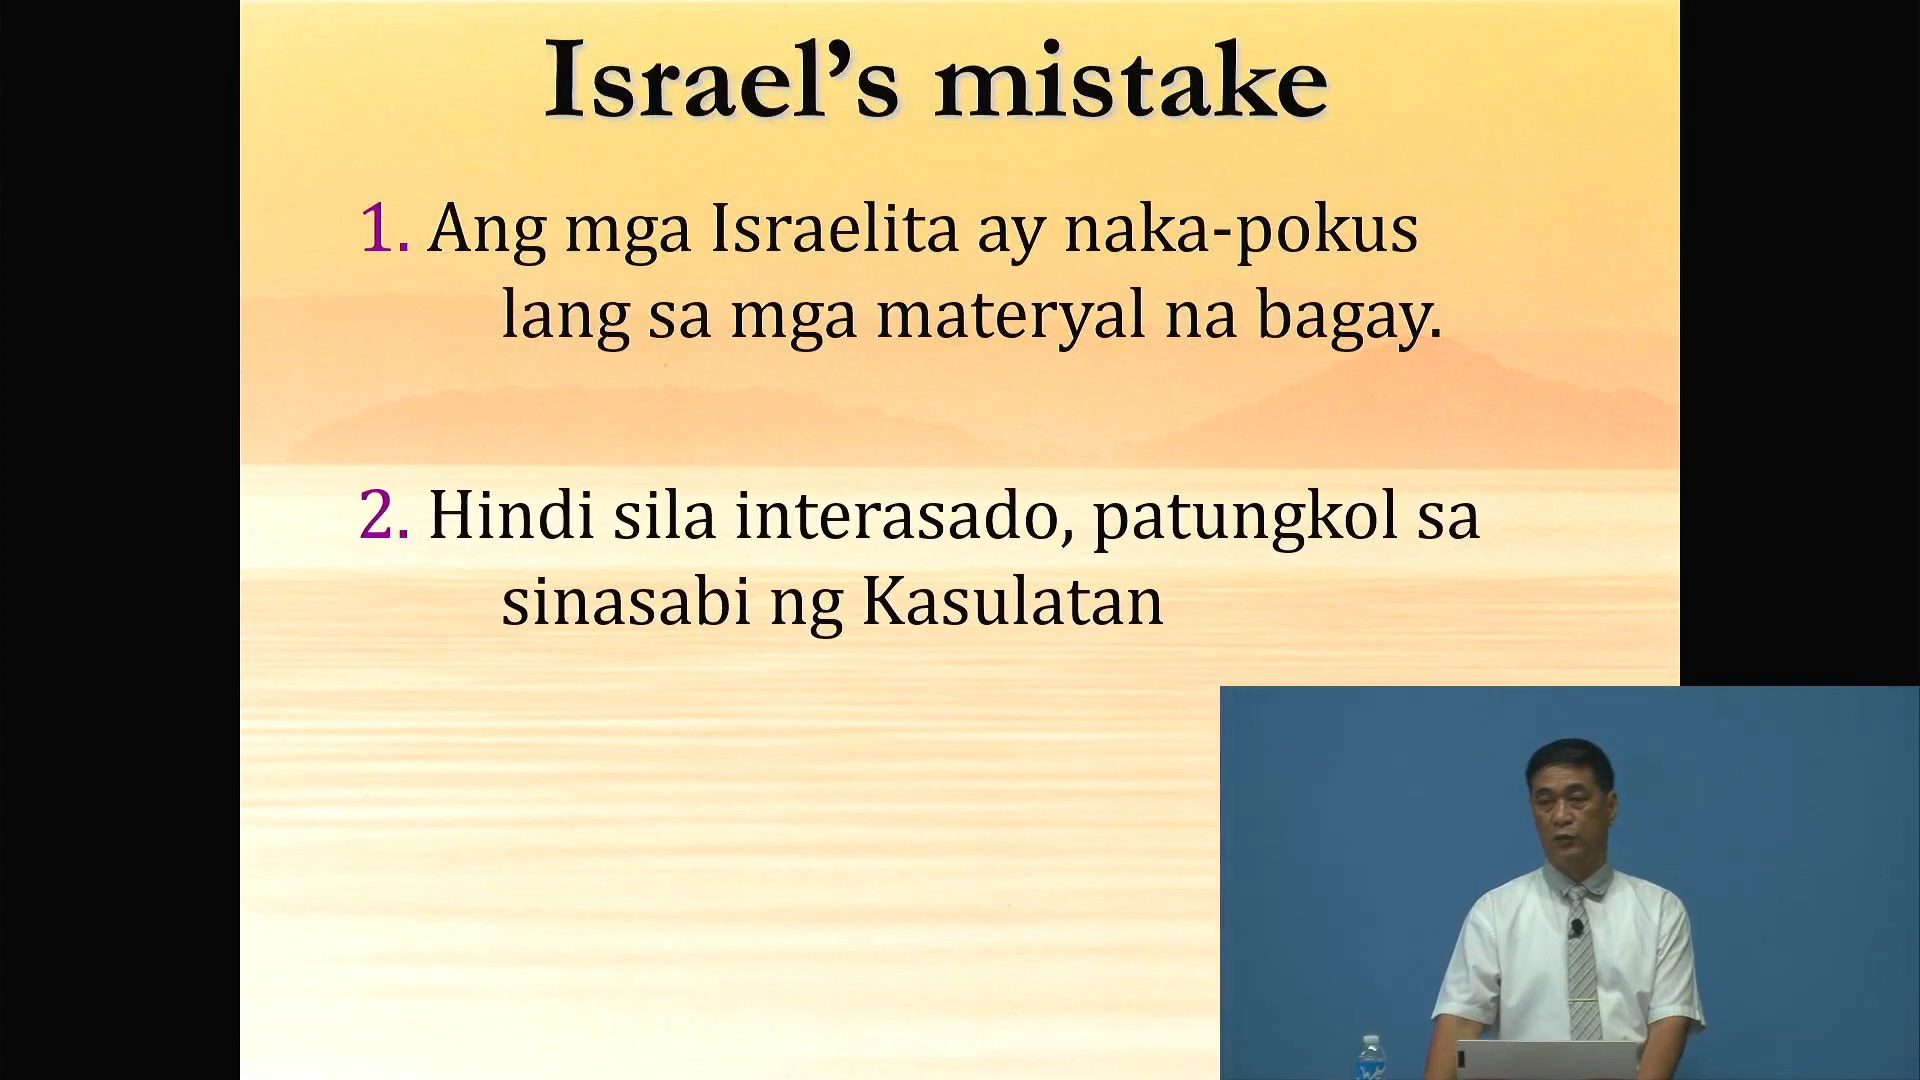 Israel’s mistake
1. Ang mga Israelita ay naka-pokus
lang sa mga materyal na bagay.
2. Hindi sila interasado, patungkol sa
sinasabi ng Kasulatan